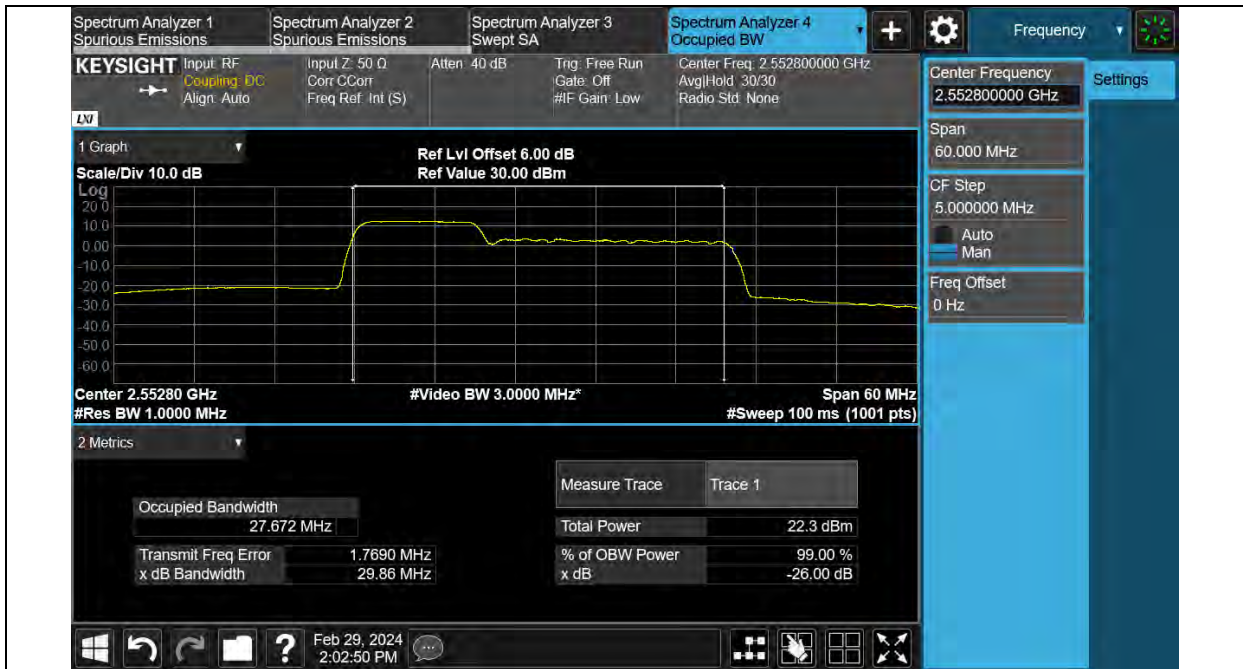 Spectrum Analyzer 1
Spurious Emissions
Spectrum Analyzer 2
Spurious Emissions
Spectrum Analyzer 3
Swept SA
Spectrum Analyzer 4
Occupied BW
Frequency
KEYSIGHT
Input: RF
Coupling: DC
Align: Auto
Input Z: 50 Ω
Corr CCorr
Freq Ref: Int (S)
Atten: 40 dB
Trig: Free Run
Gate: Off
#IF Gain: Low
Center Freq: 2.552800000 GHz
Avg|Hold: 30/30
Radio Std: None
LXI
Center Frequency
2.552800000 GHz
Settings
Span
60.000 MHz
CF Step
5.000000 MHz
Auto
Man
Freq Offset
0 Hz
1 Graph
Scale/Div 10.0 dB
Ref Lvl Offset 6.00 dB
Ref Value 30.00 dBm
Log
20.0
10.0
0.00
-10.0
-20.0
-30.0
-40.0
-50.0
-60.0
Center 2.55280 GHz
#Video BW 3.0000 MHz*
Span 60 MHz
#Res BW 1.0000 MHz
#Sweep 100 ms (1001 pts)
2 Metrics
Measure Trace
Trace 1
Occupied Bandwidth
27.672 MHz
Total Power
22.3 dBm
Transmit Freq Error
1.7690 MHz
% of OBW Power
99.00 %
x dB Bandwidth
29.86 MHz
x dB
-26.00 dB
Feb 29, 2024
2:02:50 PM